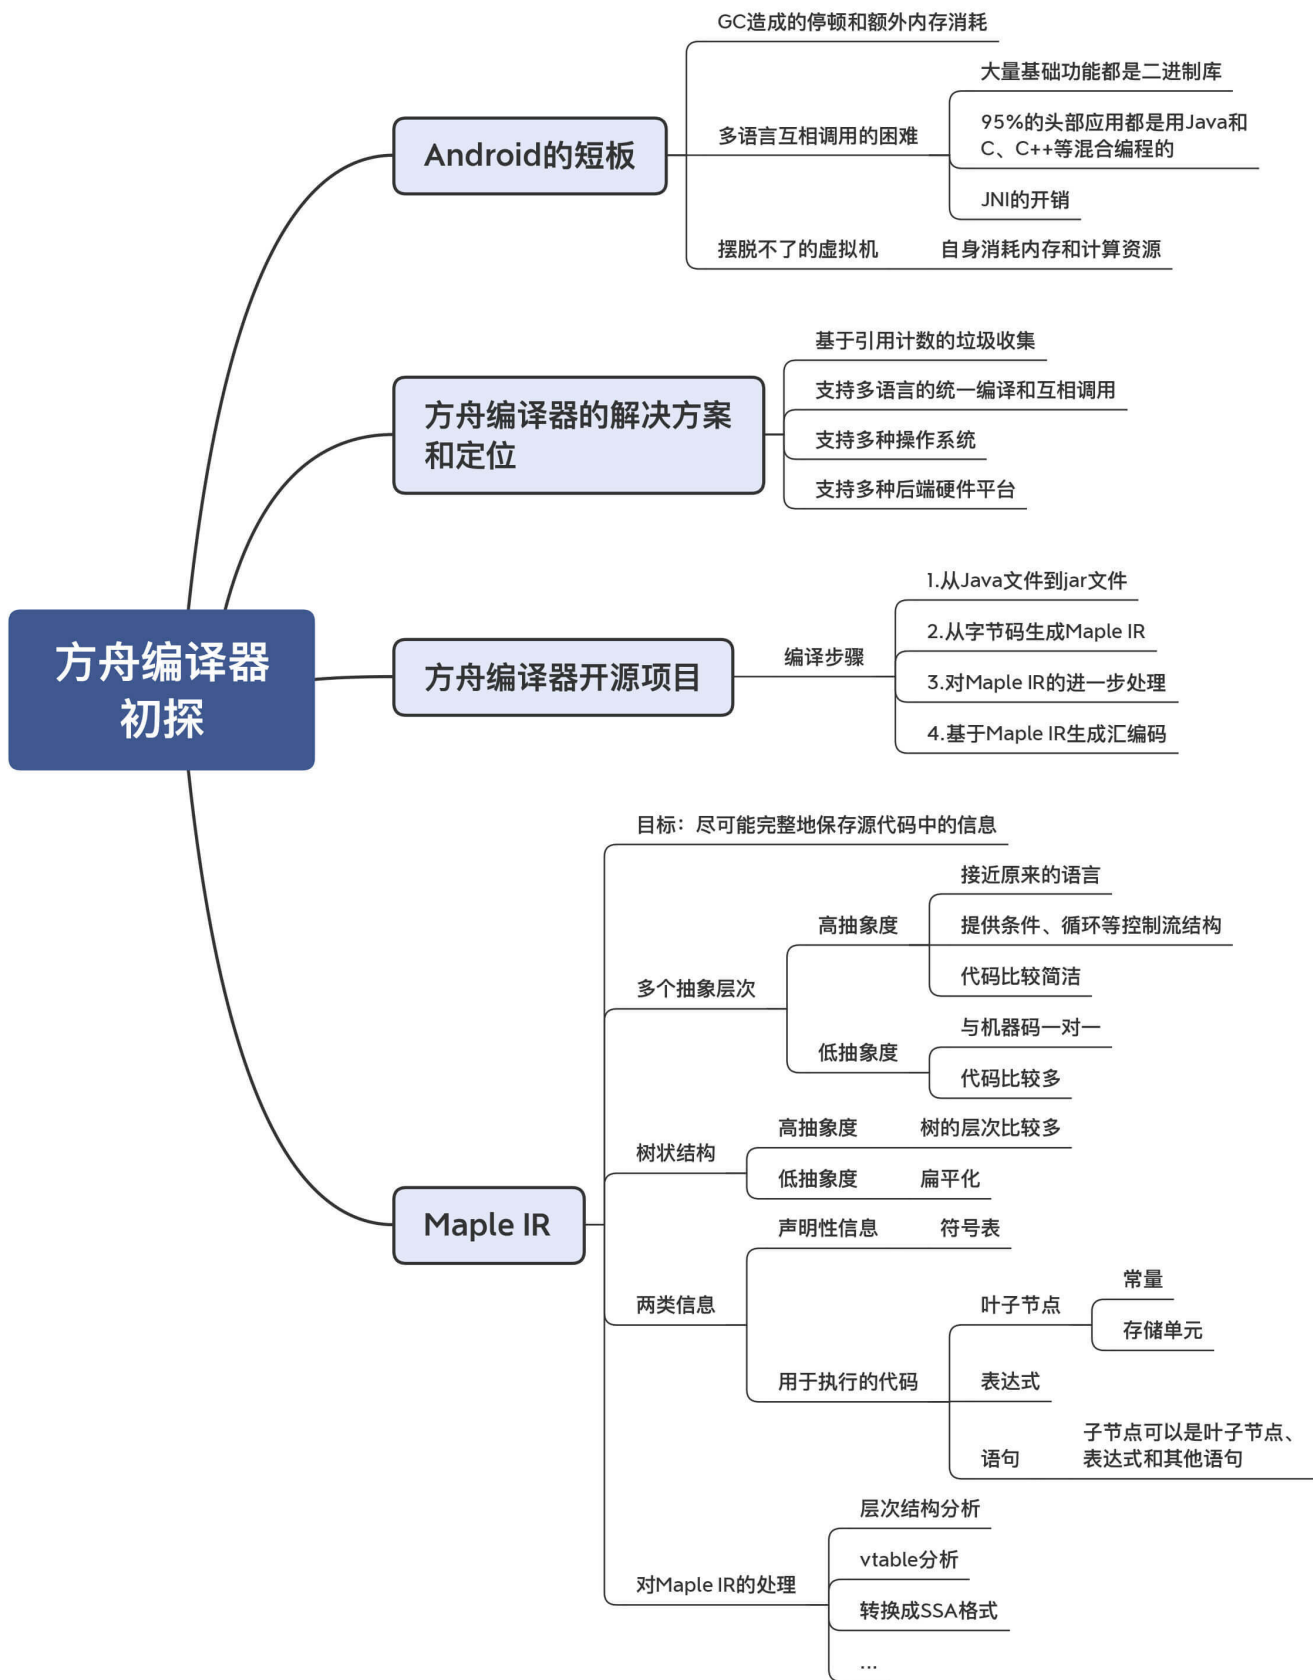 方舟编译器
初探
Android的短板
GC造成的停顿和额外内存消耗
多语言互相调用的困难
大量基础功能都是二进制库
95%的头部应用都是用Java和
C、C++等混合编程的
JNI的开销
摆脱不了的虚拟机
自身消耗内存和计算资源
方舟编译器的解决方案
和定位
基于引用计数的垃圾收集
支持多语言的统一编译和互相调用
支持多种操作系统
支持多种后端硬件平台
方舟编译器开源项目
编译步骤
1.从Java文件到jar文件
2.从字节码生成Maple IR
3.对Maple IR的进一步处理
4.基于Maple IR生成汇编码
Maple IR
目标：尽可能完整地保存源代码中的信息
多个抽象层次
高抽象度
接近原来的语言
提供条件、循环等控制流结构
代码比较简洁
低抽象度
与机器码一对一
代码比较多
树状结构
高抽象度
树的层次比较多
低抽象度
扁平化
两类信息
声明性信息
符号表
用于执行的代码
叶子节点
常量
存储单元
表达式
语句
子节点可以是叶子节点、
表达式和其他语句
对Maple IR的处理
层次结构分析
vtable分析
转换成SSA格式
...